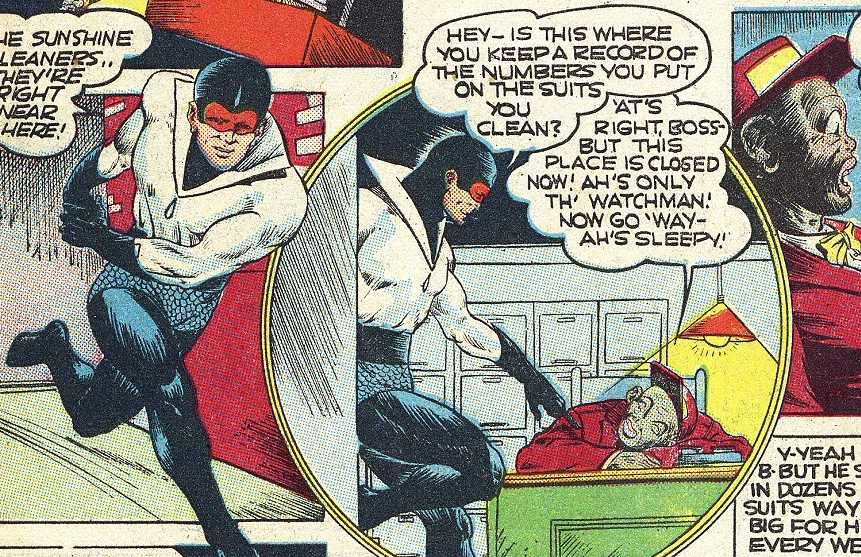 HE SUNSHINE
LEANERS..
THEY'RE
RIGHT
NEAR
HERE!
HEY- IS THIS WHERE
YOU KEEP A RECORD OF
THE NUMBERS YOU PUT
ON THE SUITS
YOU
CLEAN?
'AT'S
RIGHT, BOSS-
BUT THIS
PLACE IS CLOSED
NOW! AH'S ONLY
TH' WATCHMAN!
NOW GO 'WAY-
AH'S SLEEPY!
Y-YEAH
B-BUT HE S
IN DOZENS
SUITS WAY
BIG FOR H
EVERY WE